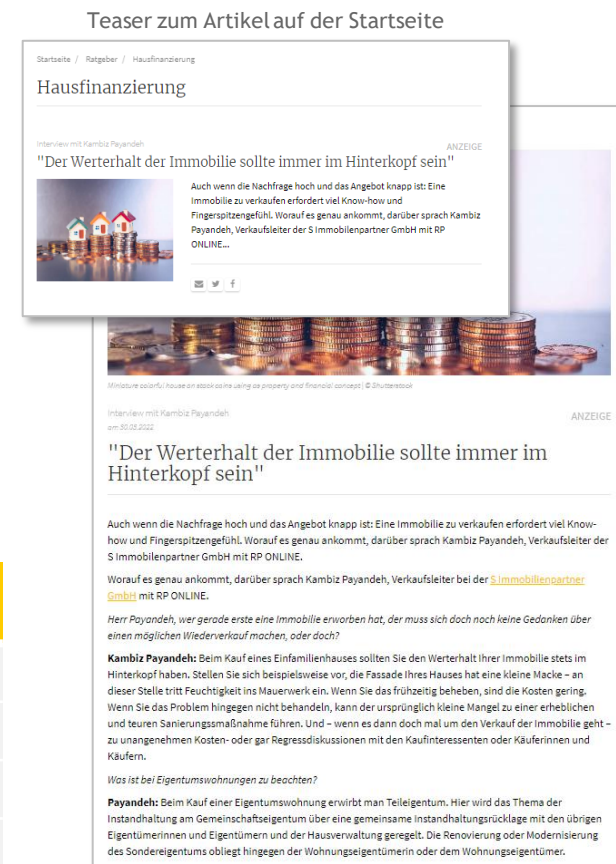 Teaser zum Artikel auf der Startseite
Startseite / Ratgeber / Hausfinanzierung
Hausfinanzierung
Interview mit Kambiz Payandeh
ANZEIGE
"Der Werterhalt der Immobilie sollte immer im Hinterkopf sein"
Auch wenn die Nachfrage hoch und das Angebot knapp ist: Eine
Immobilie zu verkaufen erfordert viel Know-how und
Fingerspitzengefühl. Worauf es genau ankommt, darüber sprach Kambiz
Payandeh, Verkaufsleiter der S Immobilienpartner GmbH mit RP
ONLINE...
Miniature colorful house on stack coins using as property and financial concept | © Shutterstock
Interview mit Kambiz Payandeh
ANZEIGE
am 30.05.2022
"Der Werterhalt der Immobilie sollte immer im
Hinterkopf sein"
Auch wenn die Nachfrage hoch und das Angebot knapp ist: Eine Immobilie zu verkaufen erfordert viel Know-
how und Fingerspitzengefühl. Worauf es genau ankommt, darüber sprach Kambiz Payandeh, Verkaufsleiter der
S Immobilienpartner GmbH mit RP ONLINE.
Worauf es genau ankommt, darüber sprach Kambiz Payandeh, Verkaufsleiter bei der S Immobilienpartner
GmbH mit RP ONLINE.
Herr Payandeh, wer gerade erste eine Immobilie erworben hat, der muss sich doch noch keine Gedanken über
einen möglichen Wiederverkauf machen, oder doch?
Kambiz Payandeh: Beim Kauf eines Einfamilienhauses sollten Sie den Werterhalt Ihrer Immobilie stets im
Hinterkopf haben. Stellen Sie sich beispielsweise vor, die Fassade Ihres Hauses hat eine kleine Macke – an
dieser Stelle tritt Feuchtigkeit ins Mauerwerk ein. Wenn Sie das frühzeitig beheben, sind die Kosten gering.
Wenn Sie das Problem hingegen nicht behandeln, kann der ursprünglich kleine Mangel zu einer erheblichen
und teuren Sanierungsmaßnahme führen. Und – wenn es dann doch mal um den Verkauf der Immobilie geht –
zu unangenehmen Kosten- oder gar Regressdiskussionen mit den Kaufinteressenten oder Käuferinnen und
Käufern.
Was ist bei Eigentumswohnungen zu beachten?
Payandeh: Beim Kauf einer Eigentumswohnung erwirbt man Teileigentum. Hier wird das Thema der
Instandhaltung am Gemeinschaftseigentum über eine gemeinsame Instandhaltungsrücklage mit den übrigen
Eigentümerinnen und Eigentümern und der Hausverwaltung geregelt. Die Renovierung oder Modernisierung
des Sondereigentums obliegt hingegen der Wohnungseigentümerin oder dem Wohnungseigentümer.